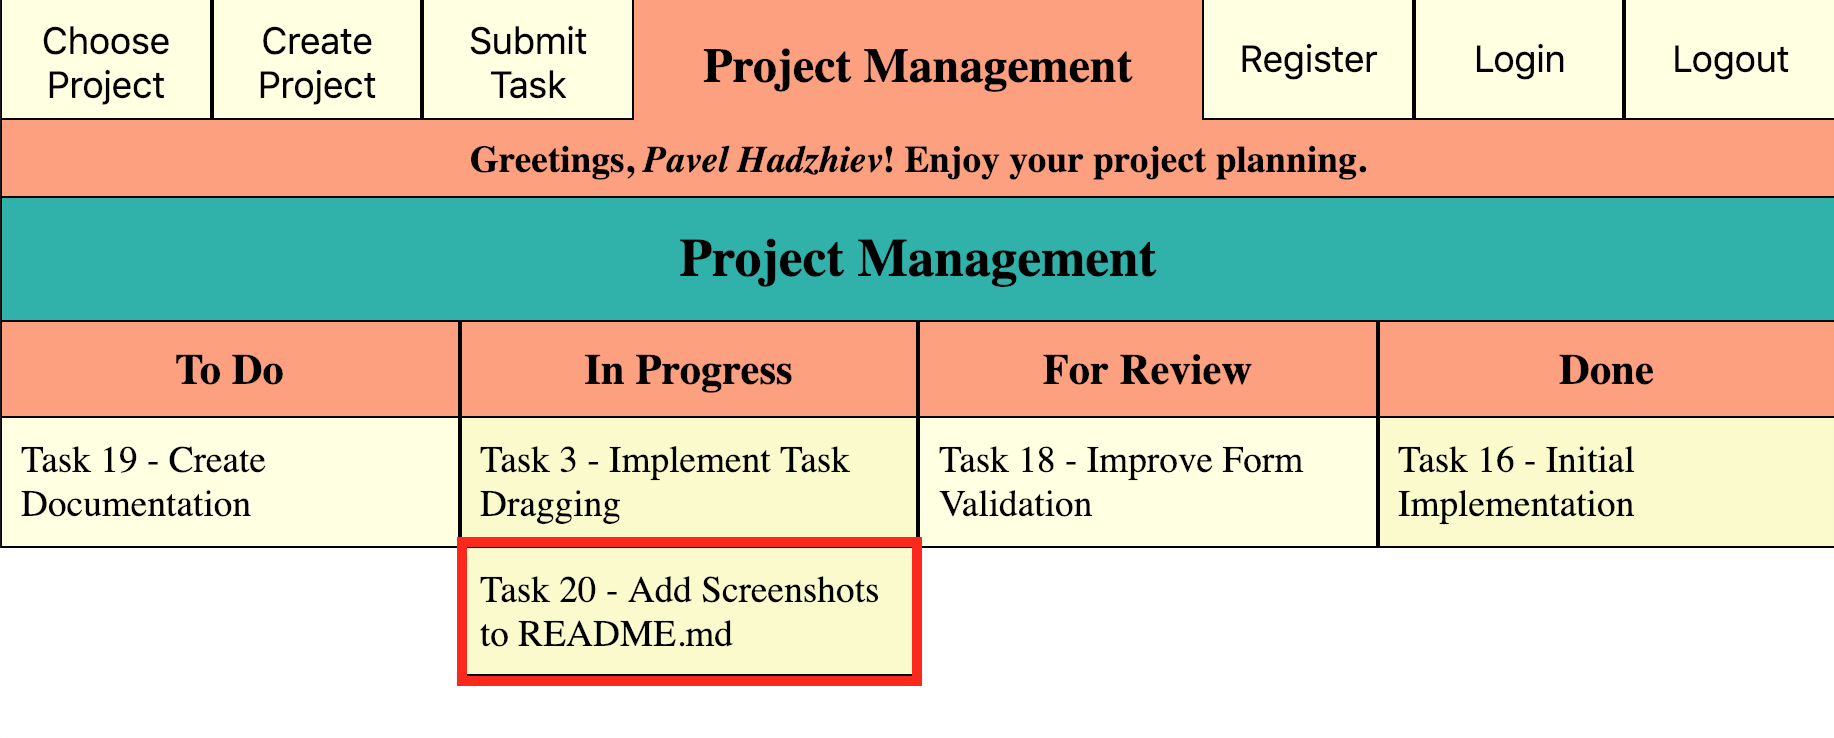 Choose
Project
Create
Project
Submit
Task
Project Management
Register
Login
Logout
Greetings, Pavel Hadzhiev! Enjoy your project planning.
Project Management
To Do
In Progress
For Review
Done
Task 19 - Create
Documentation
Task 3 - Implement Task
Dragging
Task 18 - Improve Form
Validation
Task 16 - Initial
Implementation
Task 20 - Add Screenshots
to README.md